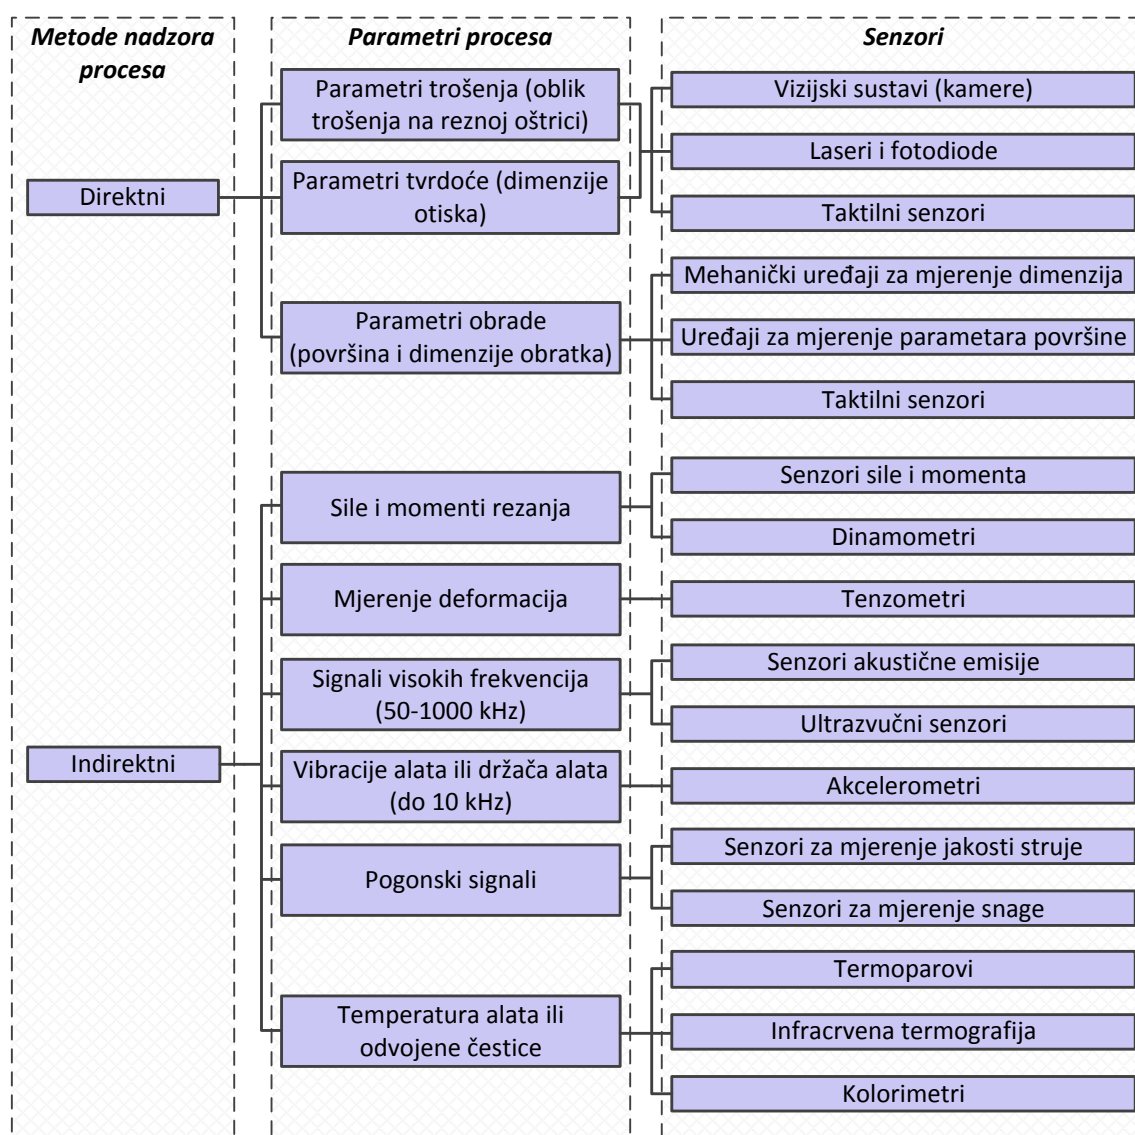 Metode nadzora
procesa
Parametri procesa
Senzori
Direktni
Parametri trošenja (oblik
trošenja na reznoj oštrici)
Parametri tvrdoće (dimenzije
otiska)
Vizijski sustavi (kamere)
Laseri i fotodiode
Taktilni senzori
Parametri obrade
(površina i dimenzije obratka)
Mehanički uređaji za mjerenje dimenzija
Uređaji za mjerenje parametara površine
Taktilni senzori
Indirektni
Sile i momenti rezanja
Senzori sile i momenta
Dinamometri
Mjerenje deformacija
Tenzometri
Signali visokih frekvencija
(50-1000 kHz)
Senzori akustične emisije
Ultrazvučni senzori
Vibracije alata ili držača alata
(do 10 kHz)
Akcelerometri
Pogonski signali
Senzori za mjerenje jakosti struje
Senzori za mjerenje snage
Temperatura alata ili
odvojene čestice
Termoparovi
Infracrvena termografija
Kolorimetri